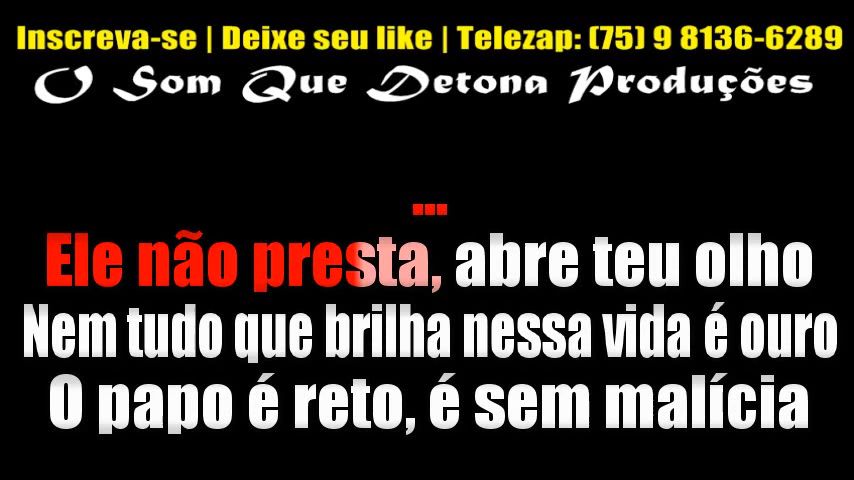 Inscreva-se | Deixe seu like | Telezap: (75) 9 8136-6289
O Som Que Detona Produções
...
Ele não presta, abre teu olho
Nem tudo que brilha nessa vida é ouro
O papo é reto, é sem malícia